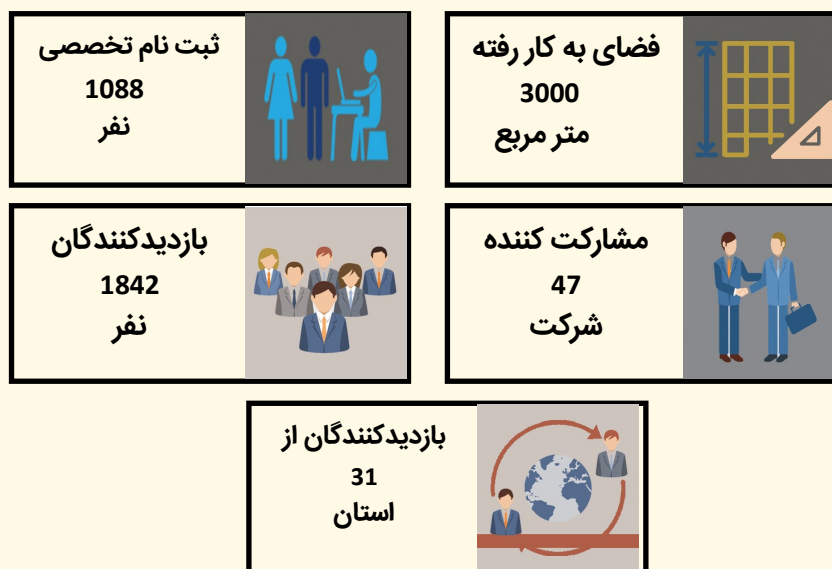 فضای به کار رفته
3000
متر مربع
ثبت نام تخصصی
1088
نفر
مشارکت کننده
47
شرکت
بازدیدکنندگان
1842
نفر
بازدیدکنندگان از
31
استان